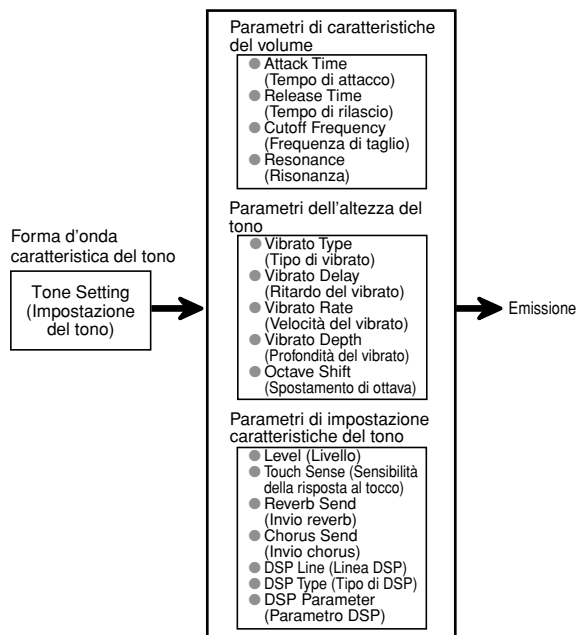 Forma d'onda
caratteristica del tono
Tone Setting
(Impostazione
del tono)
Parametri di caratteristiche
del volume
● Attack Time
(Tempo di attacco)
● Release Time
(Tempo di rilascio)
● Cutoff Frequency
(Frequenza di taglio)
● Resonance
(Risonanza)
Parametri dell'altezza del
tono
● Vibrato Type
(Tipo di vibrato)
● Vibrato Delay
(Ritardo del vibrato)
● Vibrato Rate
(Velocità del vibrato)
● Vibrato Depth
(Profondità del vibrato)
● Octave Shift
(Spostamento di ottava)
Parametri di impostazione
caratteristiche del tono
● Level (Livello)
● Touch Sense (Sensibilità
della risposta al tocco)
● Reverb Send
(Invio reverb)
● Chorus Send
(Invio chorus)
● DSP Line (Linea DSP)
● DSP Type (Tipo di DSP)
● DSP Parameter
(Parametro DSP)
Emissione